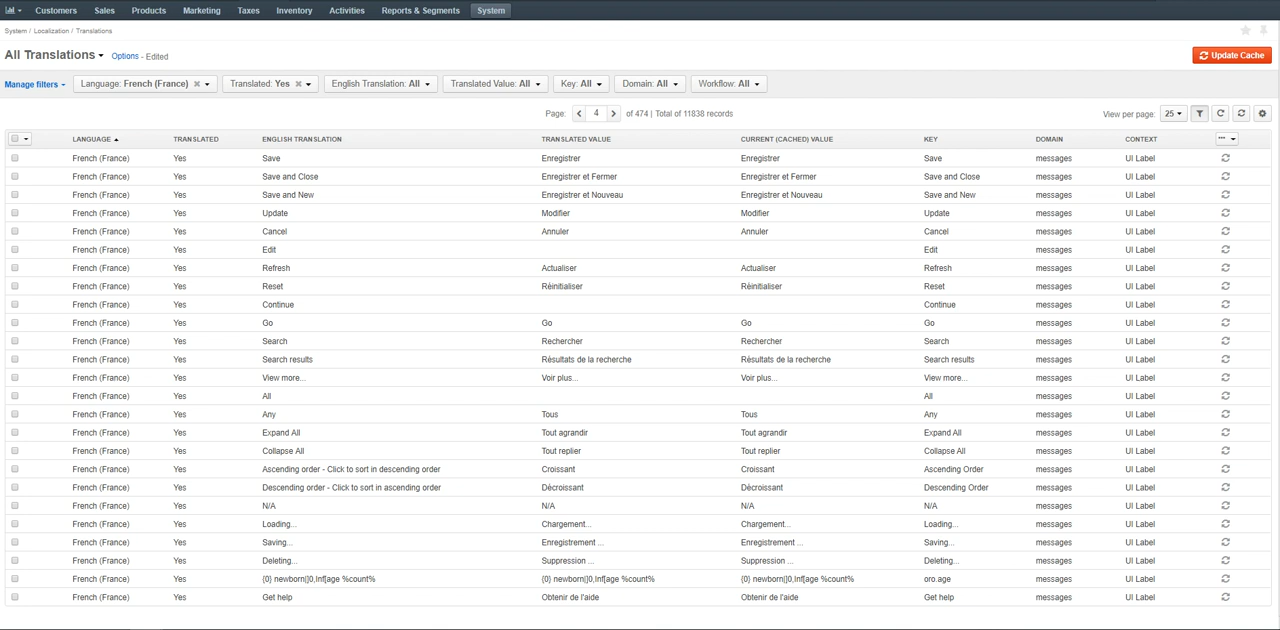 Customers Sales Products Marketing Taxes Inventory Activities Reports & Segments System
System / Localization / Translations
All Translations Options - Edited Update Cache
Manage filters Language: French (France) Translated: Yes English Translation: All Translated Value: All Key: All Domain: All Workflow: All
Page: 4 of 474 | Total of 11838 records View per page: 25
LANGUAGE TRANSLATED ENGLISH TRANSLATION TRANSLATED VALUE CURRENT (CACHED) VALUE KEY DOMAIN CONTEXT
French (France) Yes Save Enregistrer Enregistrer Save messages UI Label
French (France) Yes Save and Close Enregistrer et Fermer Enregistrer et Fermer Save and Close messages UI Label
French (France) Yes Save and New Enregistrer et Nouveau Enregistrer et Nouveau Save and New messages UI Label
French (France) Yes Update Modifier Modifier Update messages UI Label
French (France) Yes Cancel Annuler Annuler Cancel messages UI Label
French (France) Yes Edit Edit messages UI Label
French (France) Yes Refresh Actualiser Actualiser Refresh messages UI Label
French (France) Yes Reset Réinitialiser Réinitialiser Reset messages UI Label
French (France) Yes Continue Continue messages UI Label
French (France) Yes Go Go Go Go messages UI Label
French (France) Yes Search Rechercher Rechercher Search messages UI Label
French (France) Yes Search results Résultats de la recherche Résultats de la recherche Search results messages UI Label
French (France) Yes View more... Voir plus... Voir plus... View more... messages UI Label
French (France) Yes All All messages UI Label
French (France) Yes Any Tous Tous Any messages UI Label
French (France) Yes Expand All Tout agrandir Tout agrandir Expand All messages UI Label
French (France) Yes Collapse All Tout replier Tout replier Collapse All messages UI Label
French (France) Yes Ascending order - Click to sort in descending order Croissant Croissant Ascending Order messages UI Label
French (France) Yes Descending order - Click to sort in ascending order Décroissant Décroissant Descending Order messages UI Label
French (France) Yes N/A N/A N/A N/A messages UI Label
French (France) Yes Loading... Chargement... Chargement... Loading... messages UI Label
French (France) Yes Saving... Enregistrement ... Enregistrement ... Saving... messages UI Label
French (France) Yes Deleting... Suppression ... Suppression ... Deleting... messages UI Label
French (France) Yes {0} newborn|]0,Inf[age %count% {0} newborn|]0,Inf[age %count% {0} newborn|]0,Inf[age %count% oro.age messages UI Label
French (France) Yes Get help Obtenir de l'aide Obtenir de l'aide Get help messages UI Label